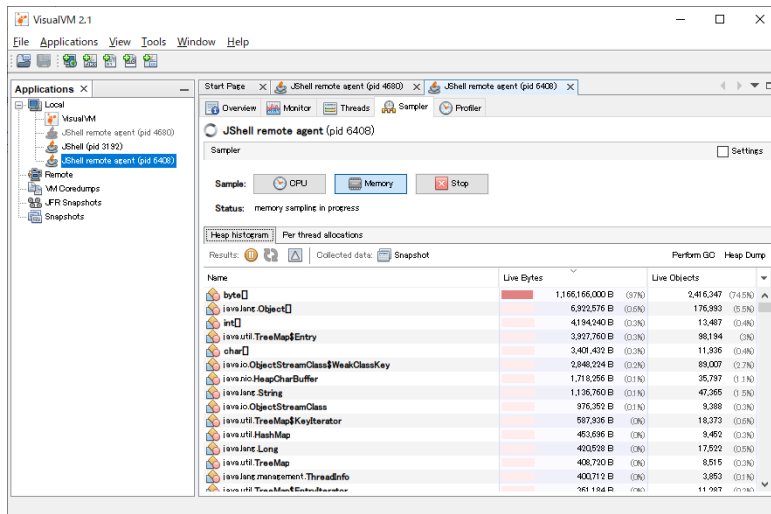 VisualVM 2.1
File Applications View Tools Window Help
Applications ×
Local
VisualVM
JShell remote agent (pid 4680)
JShell (pid 3192)
JShell remote agent (pid 6408)
Remote
VM Coredumps
JFR Snapshots
Snapshots
Start Page × JShell remote agent (pid 4680) × JShell remote agent (pid 6408) ×
Overview Monitor Threads Sampler Profiler
JShell remote agent (pid 6408)
Sampler Settings
Sample: CPU Memory Stop
Status: memory sampling in progress
Heap histogram Per thread allocations
Results: Collected data: Snapshot Perform GC Heap Dump
Name Live Bytes Live Objects
byte[] 1,166,166,000 B (97%) 2,416,347 (74.5%)
java.lang.Object[] 6,922,576 B (0.6%) 176,993 (5.5%)
int[] 4,194,240 B (0.3%) 13,487 (0.4%)
java.util.TreeMap$Entry 3,927,760 B (0.3%) 98,194 (3%)
char[] 3,401,432 B (0.3%) 11,936 (0.4%)
java.io.ObjectStreamClass$WeakClassKey 2,848,224 B (0.2%) 89,007 (2.7%)
java.nio.HeapCharBuffer 1,718,256 B (0.1%) 35,797 (1.1%)
java.lang.String 1,136,760 B (0.1%) 47,365 (1.5%)
java.io.ObjectStreamClass 976,352 B (0.1%) 9,388 (0.3%)
java.util.TreeMap$KeyIterator 587,936 B (0%) 18,373 (0.6%)
java.util.HashMap 453,696 B (0%) 9,452 (0.3%)
java.lang.Long 420,528 B (0%) 17,522 (0.5%)
java.util.TreeMap 408,720 B (0%) 8,515 (0.3%)
java.lang.management.ThreadInfo 400,712 B (0%) 3,853 (0.1%)
java.util.TreeMap$EntryIterator 361,184 B (0%) 11,287 (0.2%)